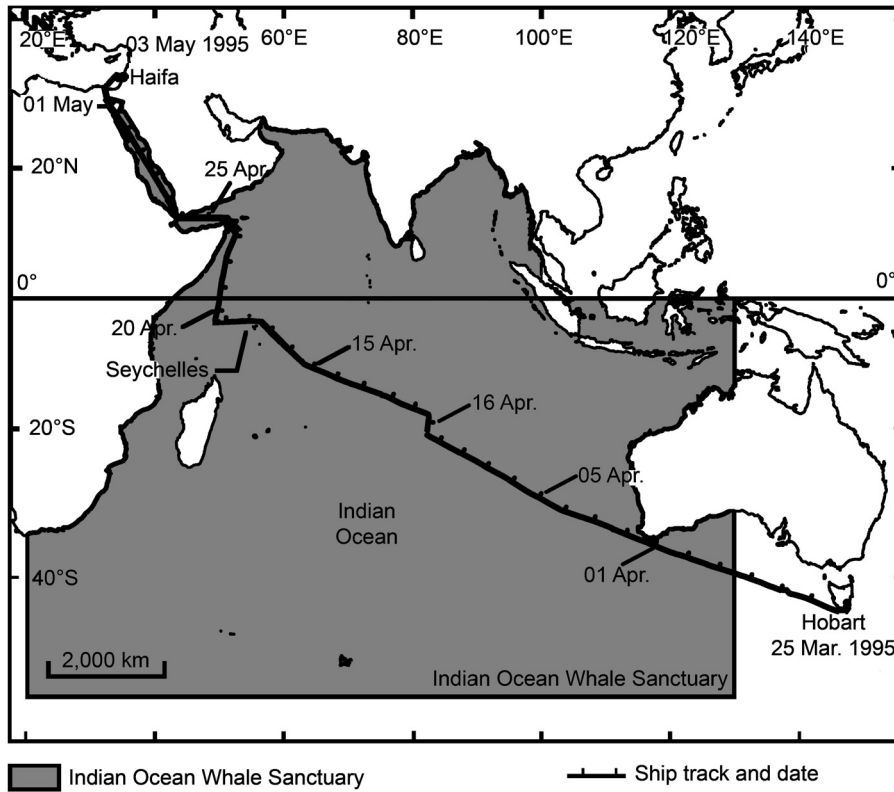 20°E 60°E 80°E 100°E 120°E 140°E
03 May 1995
Haifa
01 May
20°N
25 Apr.
0° 0°
20 Apr.
15 Apr.
Seychelles
16 Apr.
20°S
05 Apr.
Indian
Ocean
40°S
01 Apr.
Hobart
25 Mar. 1995
2,000 km
Indian Ocean Whale Sanctuary
Indian Ocean Whale Sanctuary
Ship track and date